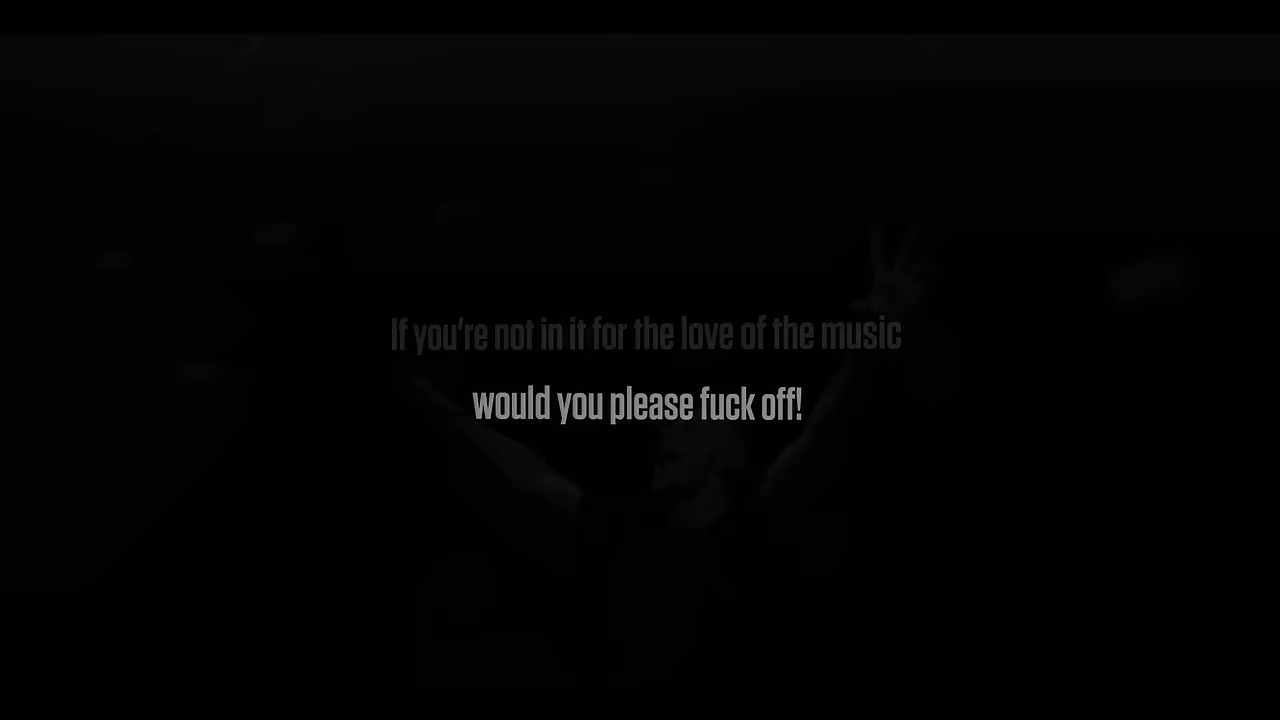 If you're not in it for the love of the music
would you please fuck off!